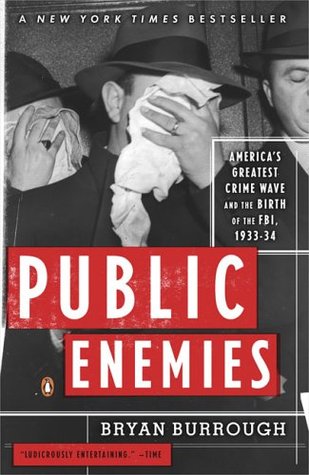 A NEW YORK TIMES BESTSELLER
AMERICA'S
GREATEST
CRIME WAVE
AND THE BIRTH
OF THE FBI,
1933-34
PUBLIC
ENEMIES
BRYAN BURROUGH
"LUDICROUSLY ENTERTAINING." —TIME